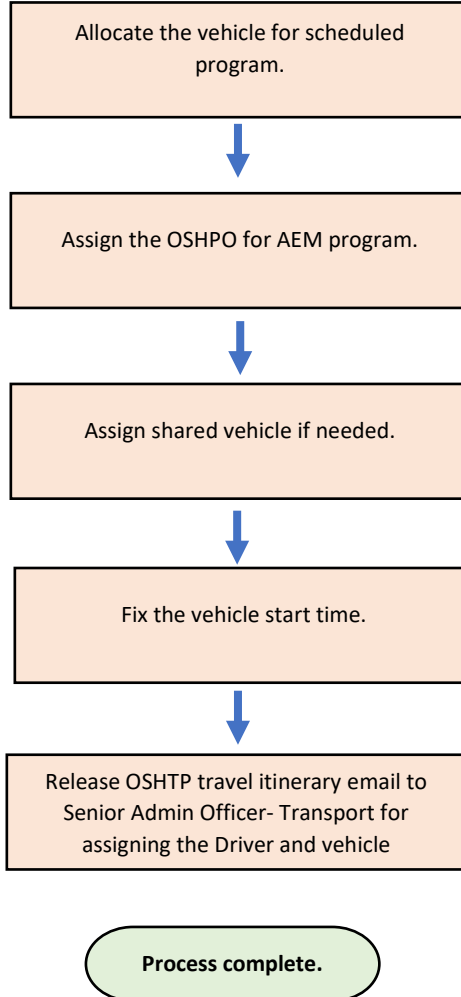 Allocate the vehicle for scheduled
program.
Assign the OSHPO for AEM program.
Assign shared vehicle if needed.
Fix the vehicle start time.
Release OSHTP travel itinerary email to
Senior Admin Officer- Transport for
assigning the Driver and vehicle
Process complete.